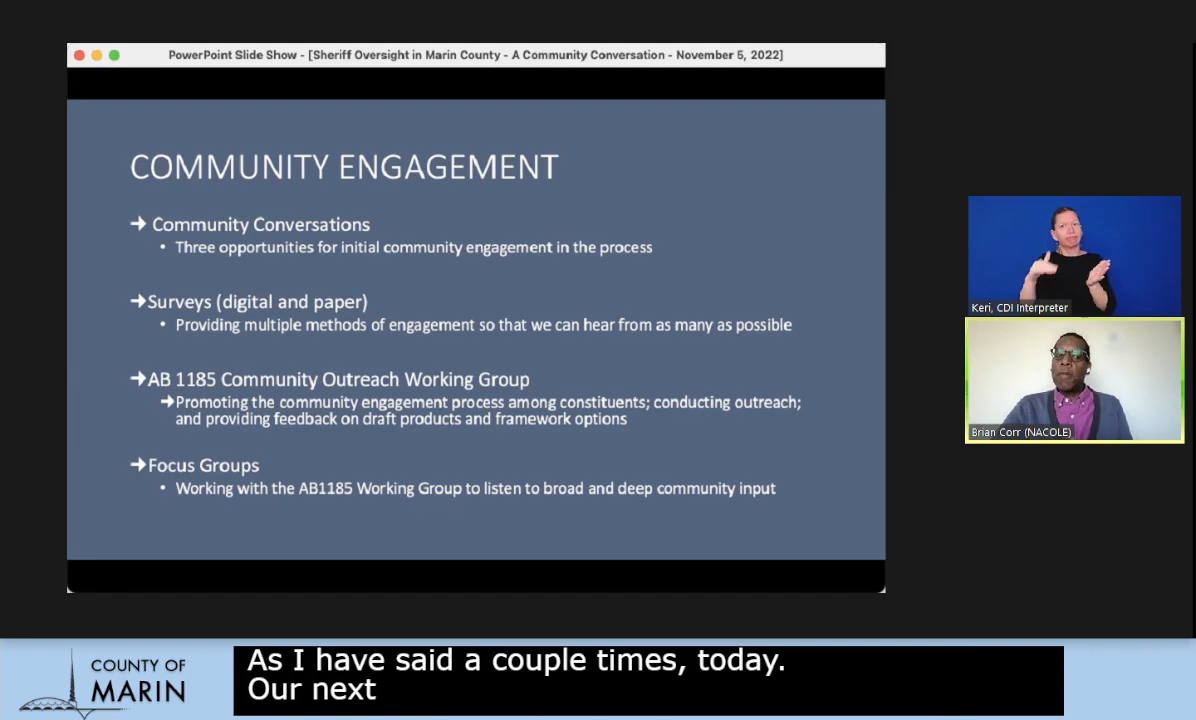 PowerPoint Slide Show - [Sheriff Oversight in Marin County - A Community Conversation - November 5, 2022]
COMMUNITY ENGAGEMENT
➔ Community Conversations
• Three opportunities for initial community engagement in the process
➔Surveys (digital and paper)
• Providing multiple methods of engagement so that we can hear from as many as possible
➔AB 1185 Community Outreach Working Group
➔Promoting the community engagement process among constituents; conducting outreach;
and providing feedback on draft products and framework options
➔Focus Groups
• Working with the AB1185 Working Group to listen to broad and deep community input
Keri, CDI Interpreter
Brian Corr (NACOLE)
COUNTY OF
MARIN
As I have said a couple times, today.
Our next